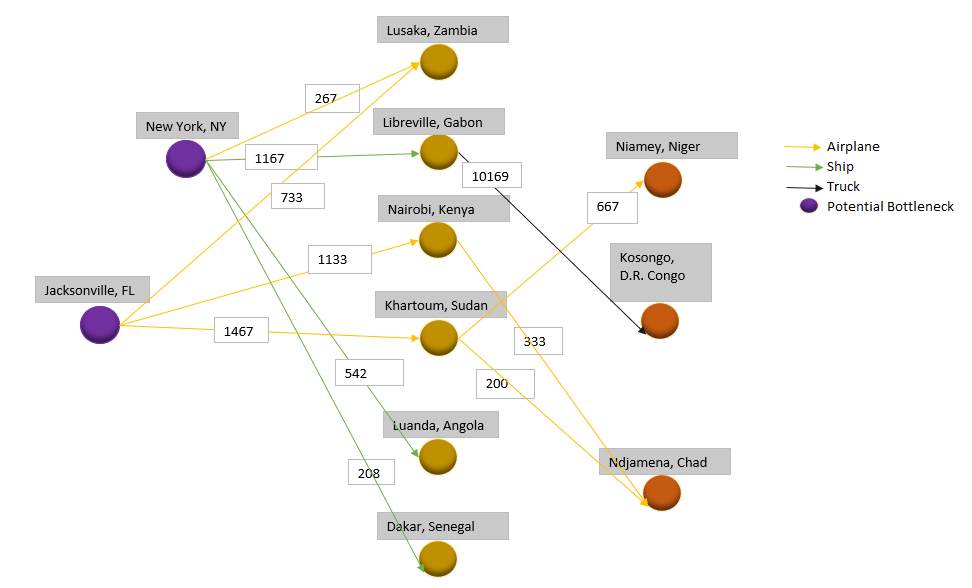 Lusaka, Zambia
267
New York, NY
Libreville, Gabon
1167
10169
Niamey, Niger
Airplane
Ship
Truck
Potential Bottleneck
733
Nairobi, Kenya
667
1133
Kosongo,
D.R. Congo
Jacksonville, FL
Khartoum, Sudan
1467
333
542
200
Luanda, Angola
208
Ndjamena, Chad
Dakar, Senegal